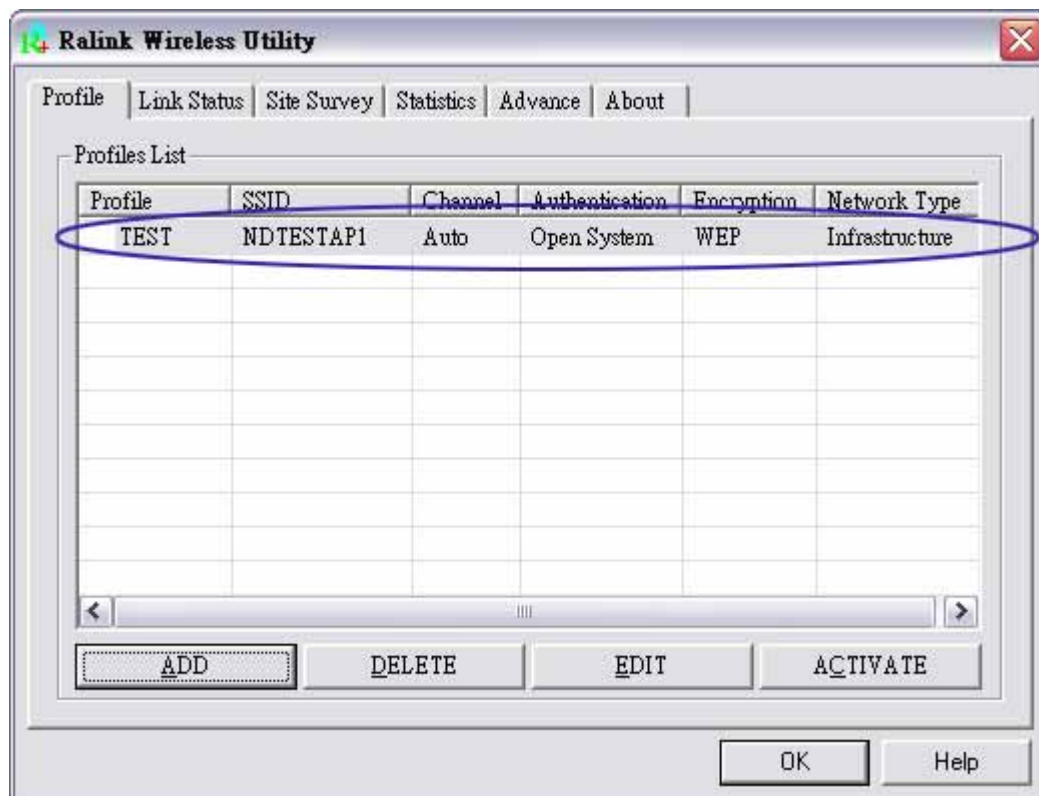 Ralink Wireless Utility
Profile Link Status Site Survey Statistics Advance About
Profiles List
Profile SSID Channel Authentication Encryption Network Type
TEST NDTESTAP1 Auto Open System WEP Infrastructure
ADD DELETE EDIT ACTIVATE
OK Help